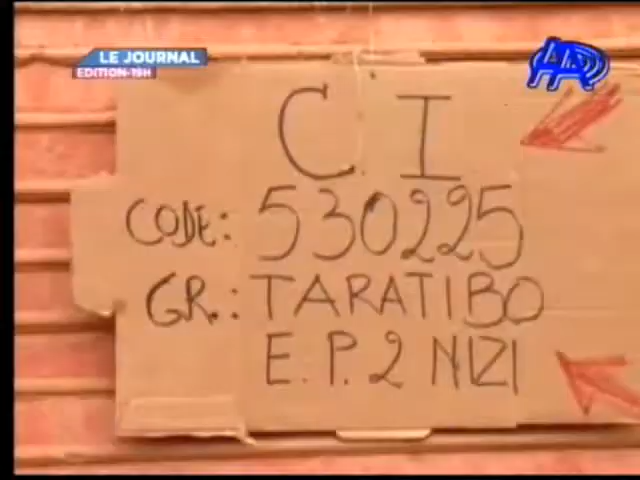 LE JOURNAL
EDITION-19H
C.I
CODE: 530225
GR.: TARATIBO
E.P.2 NIZI